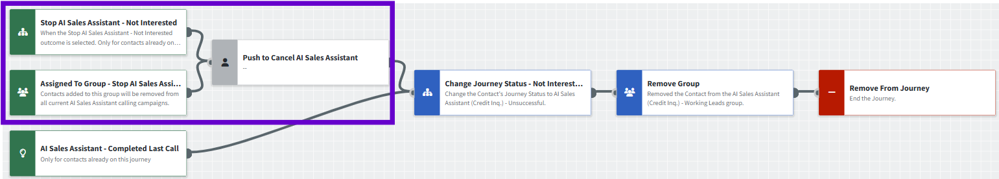 Stop AI Sales Assistant - Not Interested
When the Stop AI Sales Assistant - Not Interested
outcome is selected. Only for contacts already on...
Push to Cancel AI Sales Assistant
--
Assigned To Group - Stop AI Sales Assi...
Contacts added to this group will be removed from
all current AI Sales Assistant calling campaigns.
Change Journey Status - Not Interest...
Change the Contact's Journey Status to AI Sales
Assistant (Credit Inq.) - Unsuccessful.
Remove Group
Removed the Contact from the AI Sales Assistant
(Credit Inq.) - Working Leads group.
Remove From Journey
End the Journey.
AI Sales Assistant - Completed Last Call
Only for contacts already on this journey